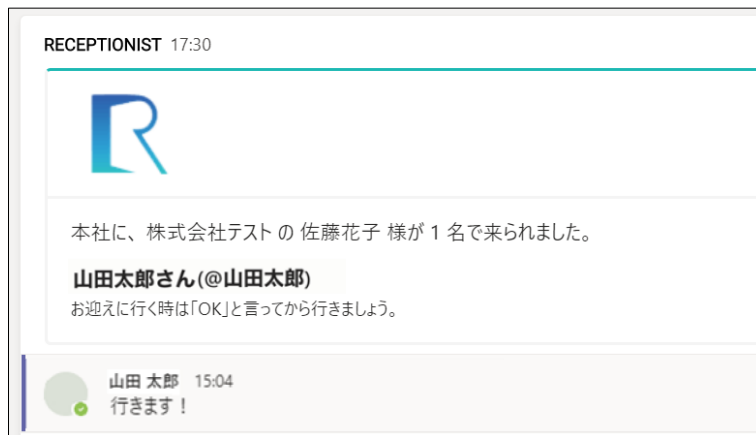 RECEPTIONIST 17:30
本社に、株式会社テスト の 佐藤花子 様が 1 名で来られました。
山田太郎さん(@山田太郎)
お迎えに行く時は「OK」と言ってから行きましょう。
山田 太郎 15:04
行きます！